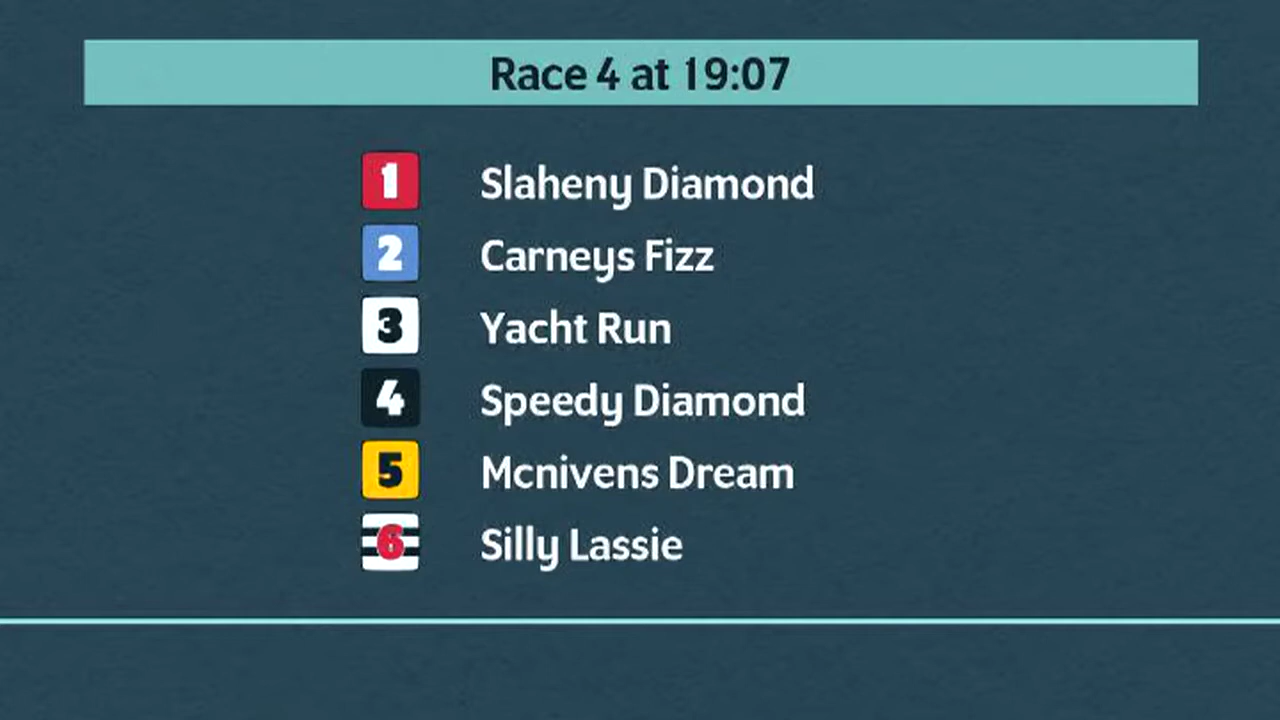 Race 4 at 19:07
1 Slaheny Diamond
2 Carneys Fizz
3 Yacht Run
4 Speedy Diamond
5 Mcnivens Dream
6 Silly Lassie